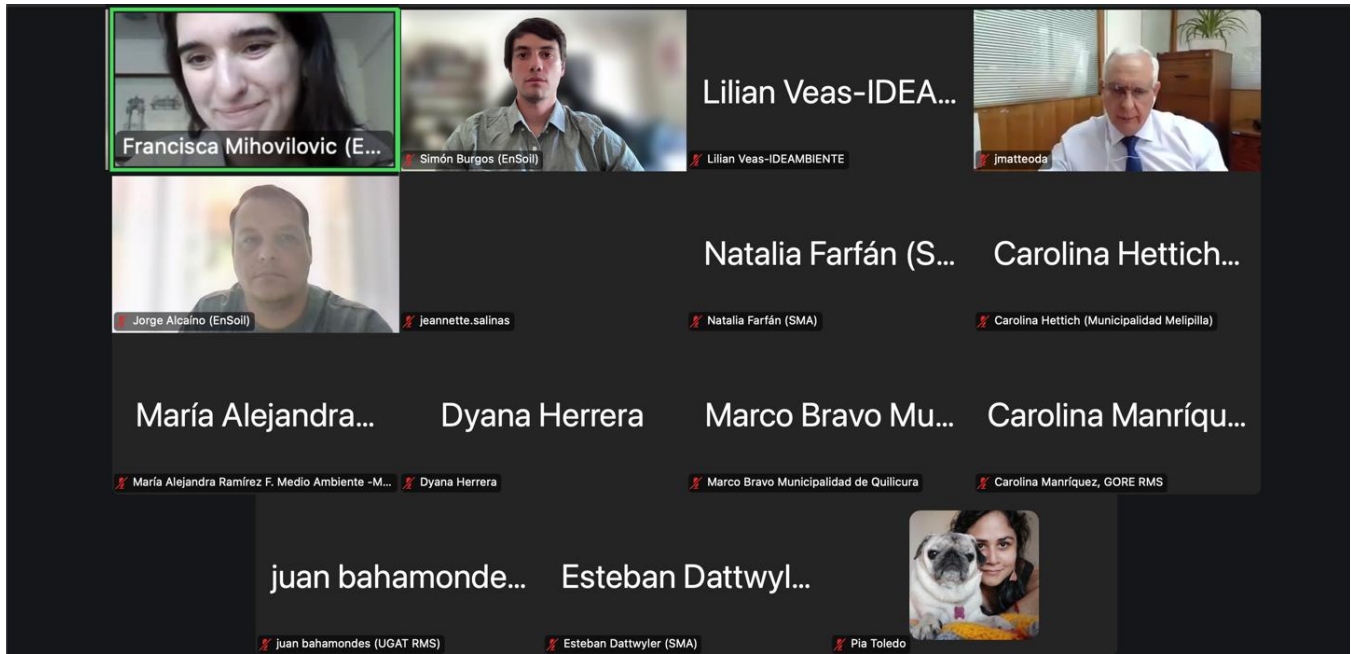 Francisca Mihovilovic (E...
Simón Burgos (EnSoil)
Lilian Veas-IDEA...
Lilian Veas-IDEAMBIENTE
jmatteoda
Jorge Alcaíno (EnSoil)
jeannette.salinas
Natalia Farfán (S...
Natalia Farfán (SMA)
Carolina Hettich...
Carolina Hettich (Municipalidad Melipilla)
María Alejandra...
María Alejandra Ramírez F. Medio Ambiente -M...
Dyana Herrera
Dyana Herrera
Marco Bravo Mu...
Marco Bravo Municipalidad de Quilicura
Carolina Manríqu...
Carolina Manríquez, GORE RMS
juan bahamonde...
juan bahamondes (UGAT RMS)
Esteban Dattwyl...
Esteban Dattwyler (SMA)
Pia Toledo